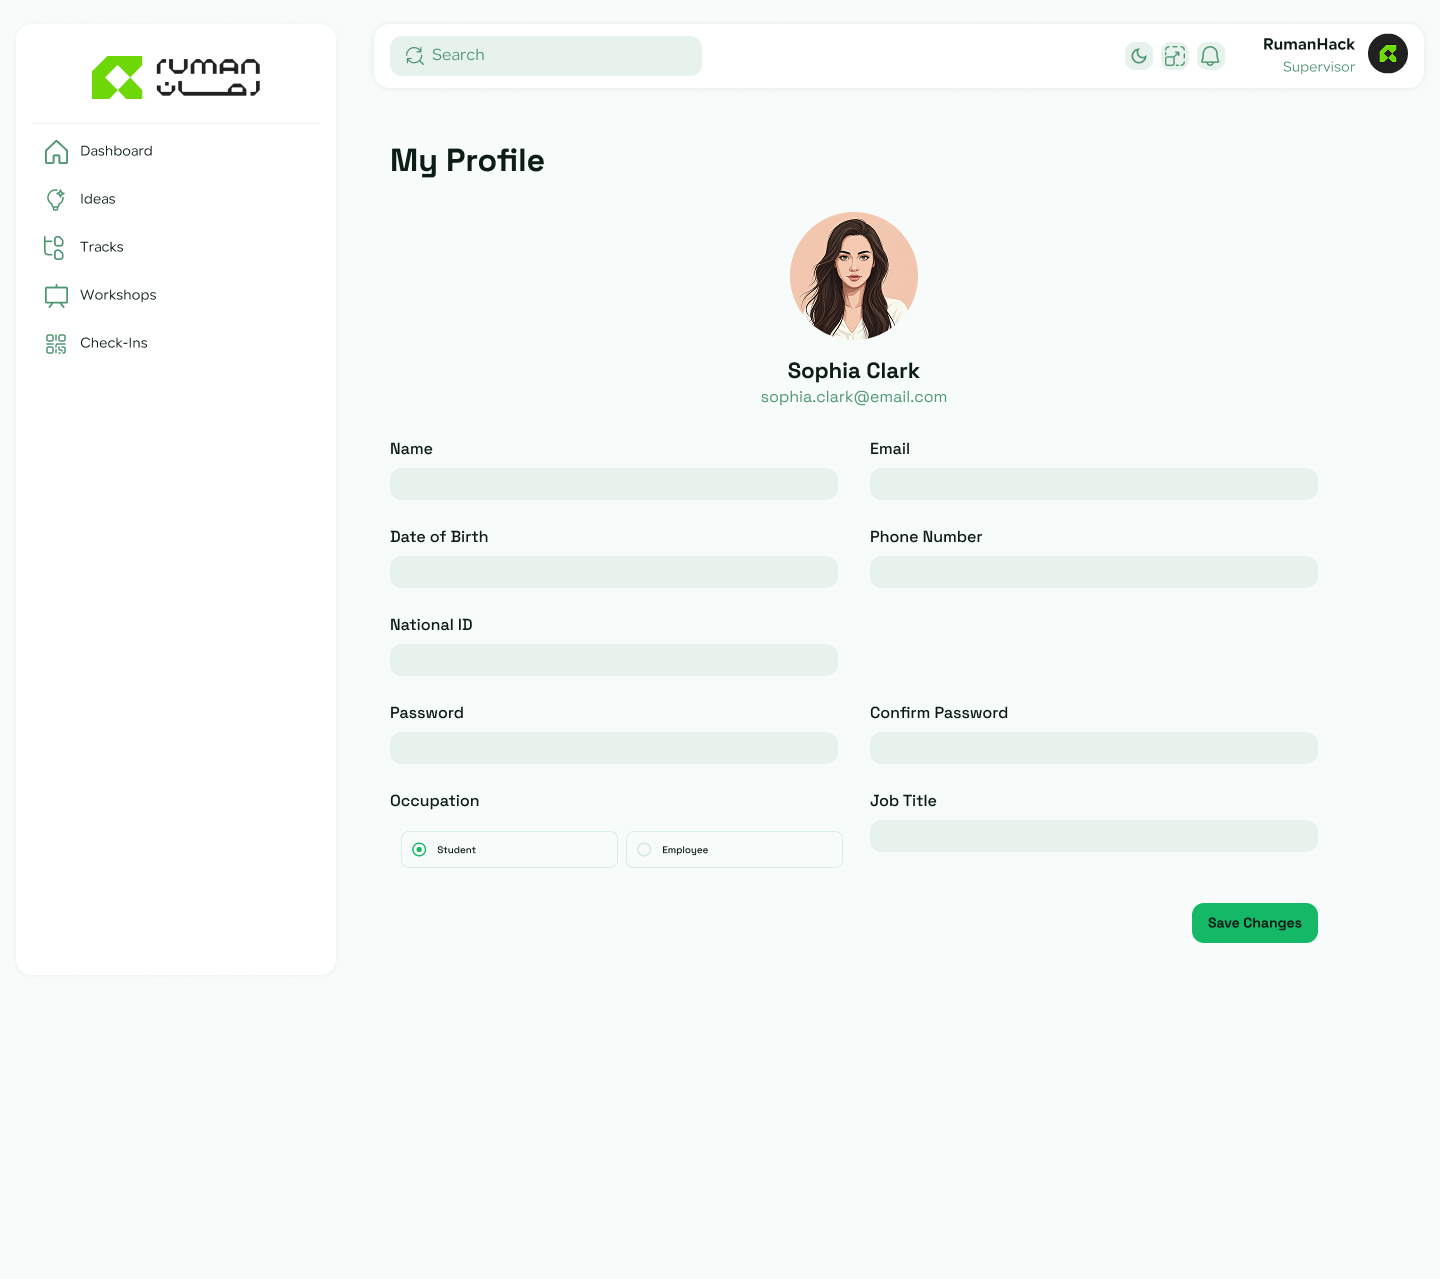 ruman
رمان
Dashboard
Ideas
Tracks
Workshops
Check-Ins
Search
RumanHack
Supervisor
My Profile
Sophia Clark
sophia.clark@email.com
Name
Email
Date of Birth
Phone Number
National ID
Password
Confirm Password
Occupation
Job Title
Student
Employee
Save Changes